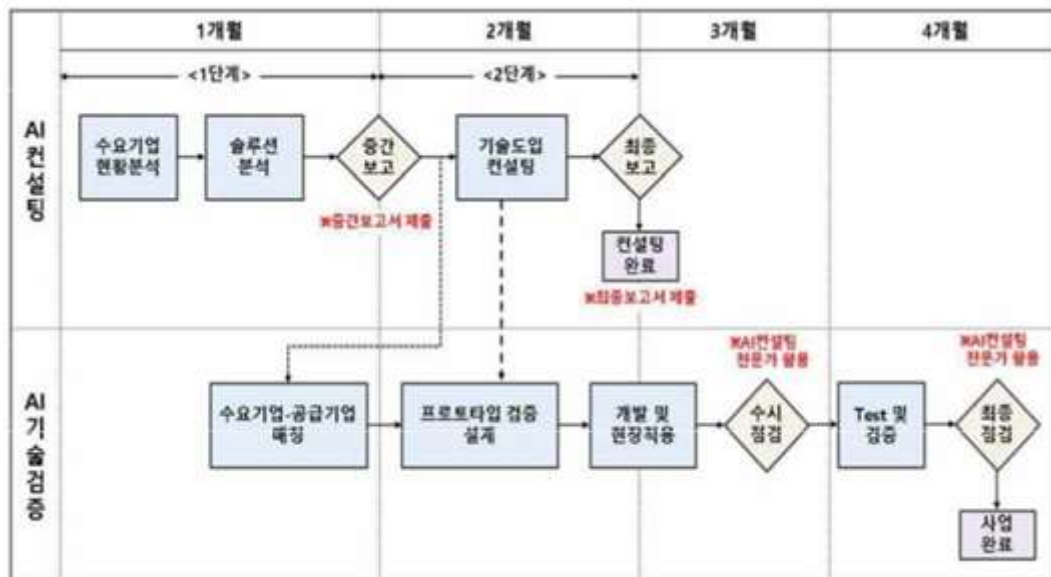 1개월
2개월
3개월
4개월
<1단계>
<2단계>
AI
컨
설
팅
수요기업
현황분석
솔루션
분석
중간
보고
기술도입
컨설팅
최종
보고
※중간보고서 제출
컨설팅
완료
※최종보고서 제출
AI
기
술
검
증
※AI컨설팅
전문가 활용
※AI컨설팅
전문가 활용
수요기업-공급기업
매칭
프로토타입 검증
설계
개발 및
현장적용
수시
점검
Test 및
검증
최종
점검
사업
완료